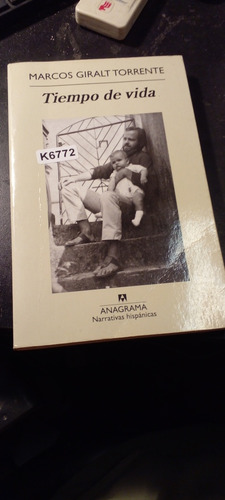 MARCOS GIRALT TORRENTE
Tiempo de vida
K6772
ANAGRAMA
Narrativas hispánicas